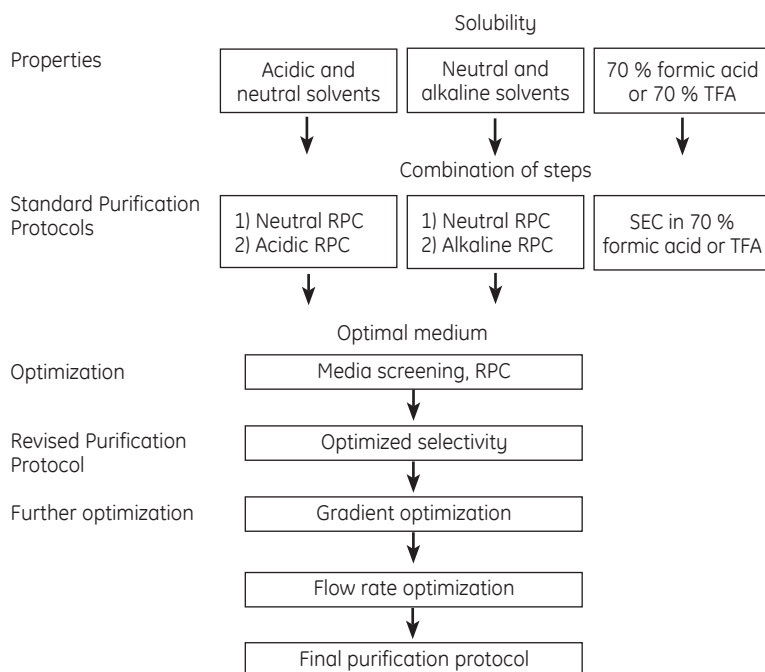 Solubility
Properties
Acidic and
neutral solvents
Neutral and
alkaline solvents
70 % formic acid
or 70 % TFA
Combination of steps
Standard Purification
Protocols
1) Neutral RPC
2) Acidic RPC
1) Neutral RPC
2) Alkaline RPC
SEC in 70 %
formic acid or TFA
Optimal medium
Optimization
Media screening, RPC
Revised Purification
Protocol
Optimized selectivity
Further optimization
Gradient optimization
Flow rate optimization
Final purification protocol